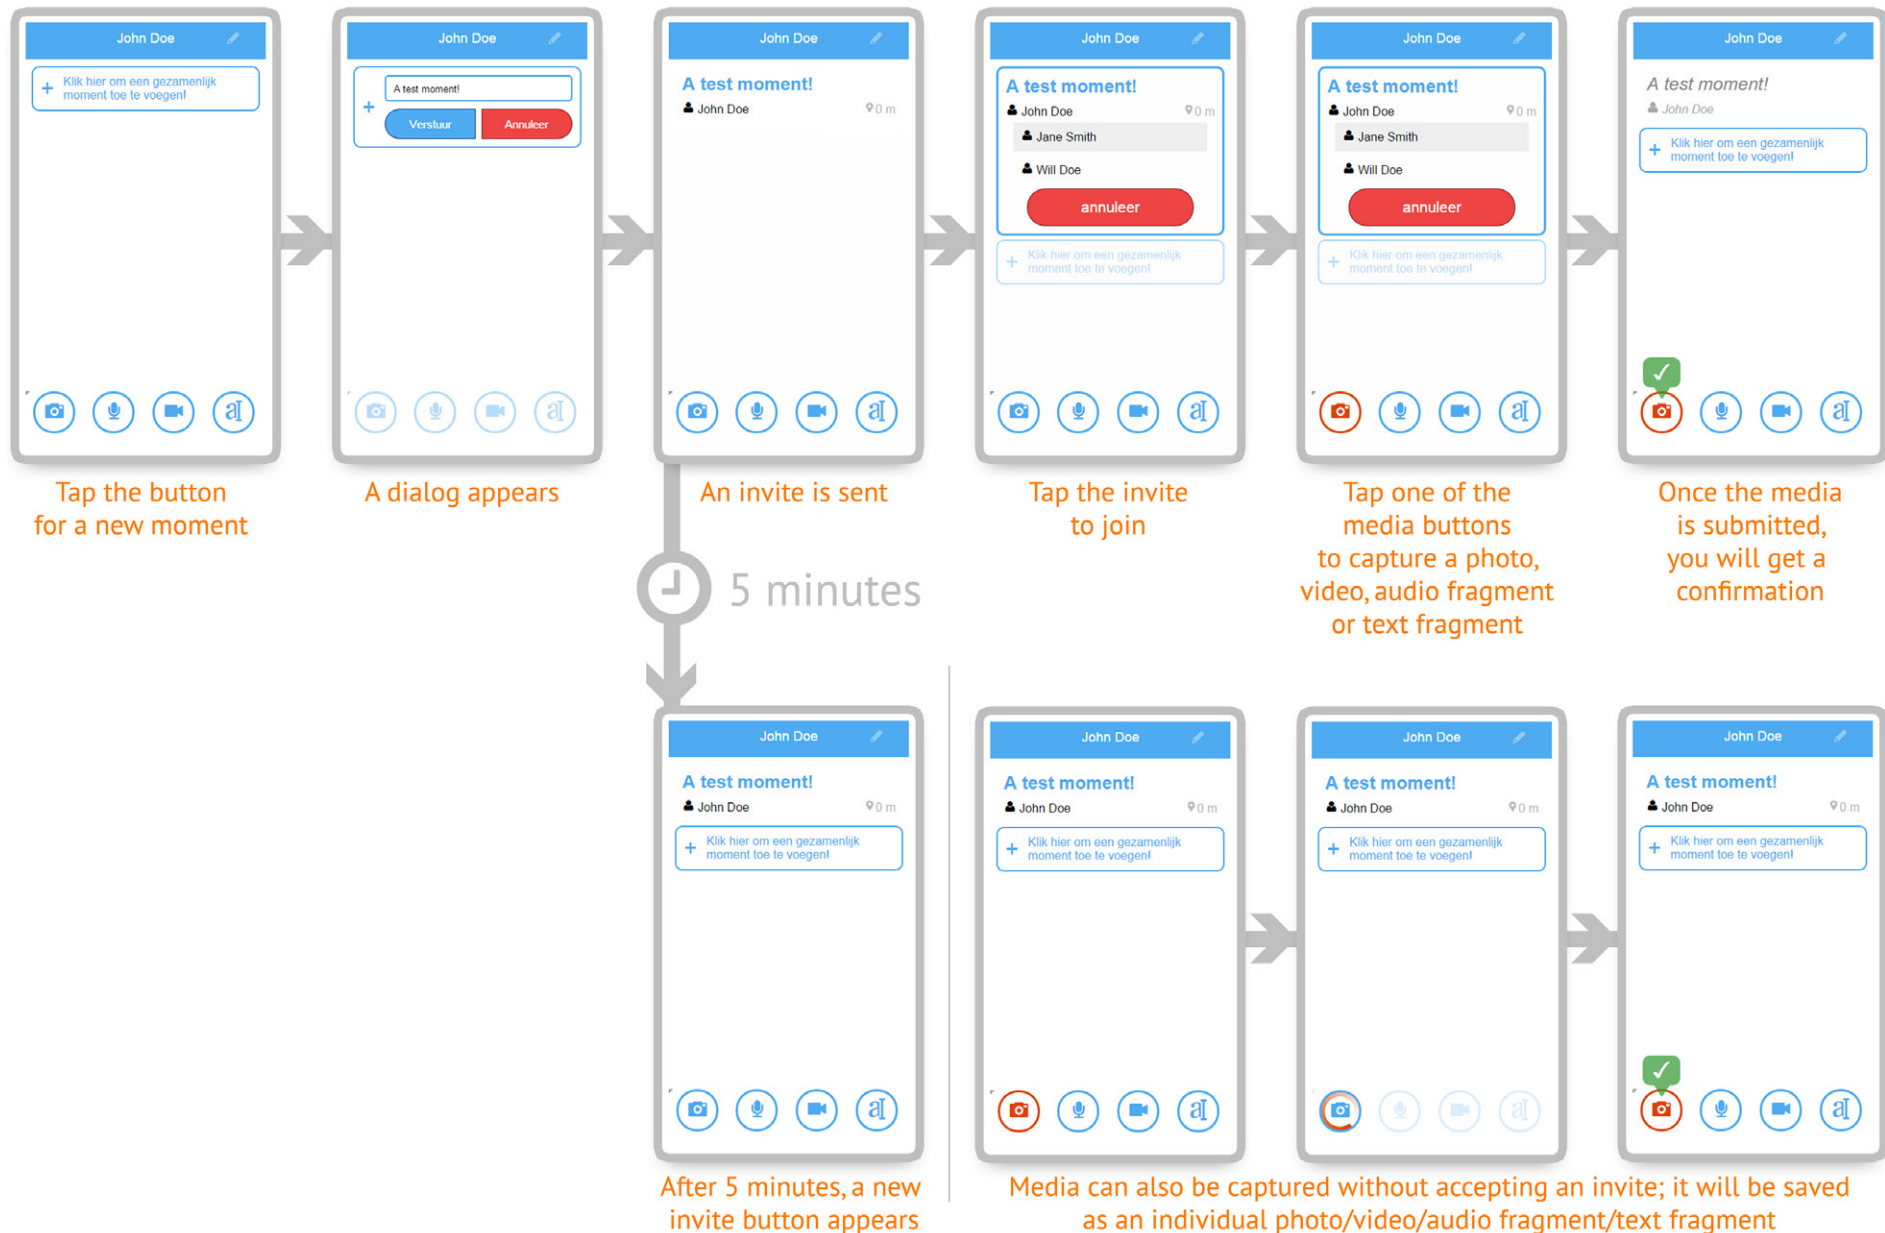 John Doe
Klik hier om een gezamenlijk
moment toe te voegen!
aI
Tap the button
for a new moment
John Doe
A test moment!
Verstuur
Annuleer
aI
A dialog appears
John Doe
A test moment!
John Doe
0 m
aI
An invite is sent
John Doe
A test moment!
John Doe
0 m
Jane Smith
Will Doe
annuleer
Klik hier om een gezamenlijk
moment toe te voegen!
aI
Tap the invite
to join
John Doe
A test moment!
John Doe
0 m
Jane Smith
Will Doe
annuleer
Klik hier om een gezamenlijk
moment toe te voegen!
aI
Tap one of the
media buttons
to capture a photo,
video, audio fragment
or text fragment
John Doe
A test moment!
John Doe
Klik hier om een gezamenlijk
moment toe te voegen!
aI
Once the media
is submitted,
you will get a
confirmation
5 minutes
John Doe
A test moment!
John Doe
0 m
Klik hier om een gezamenlijk
moment toe te voegen!
aI
After 5 minutes, a new
invite button appears
John Doe
A test moment!
John Doe
0 m
Klik hier om een gezamenlijk
moment toe te voegen!
aI
John Doe
A test moment!
John Doe
0 m
Klik hier om een gezamenlijk
moment toe te voegen!
aI
John Doe
A test moment!
John Doe
0 m
Klik hier om een gezamenlijk
moment toe te voegen!
aI
Media can also be captured without accepting an invite; it will be saved
as an individual photo/video/audio fragment/text fragment